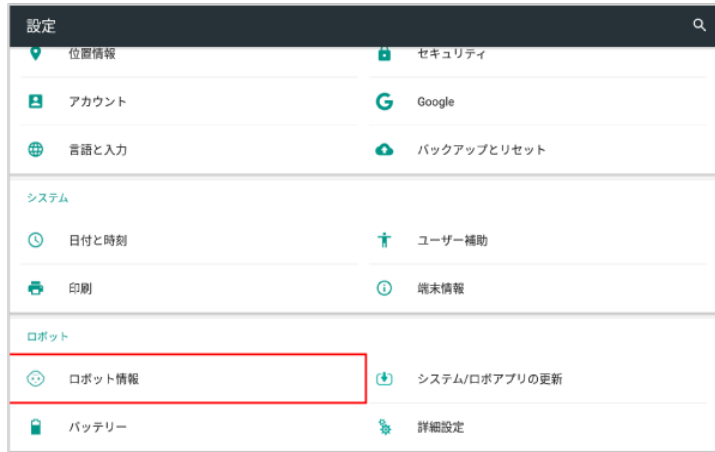 設定
位置情報 セキュリティ
アカウント Google
言語と入力 バックアップとリセット
システム
日付と時刻 ユーザー補助
印刷 端末情報
ロボット
ロボット情報 システム/ロボアプリの更新
バッテリー 詳細設定